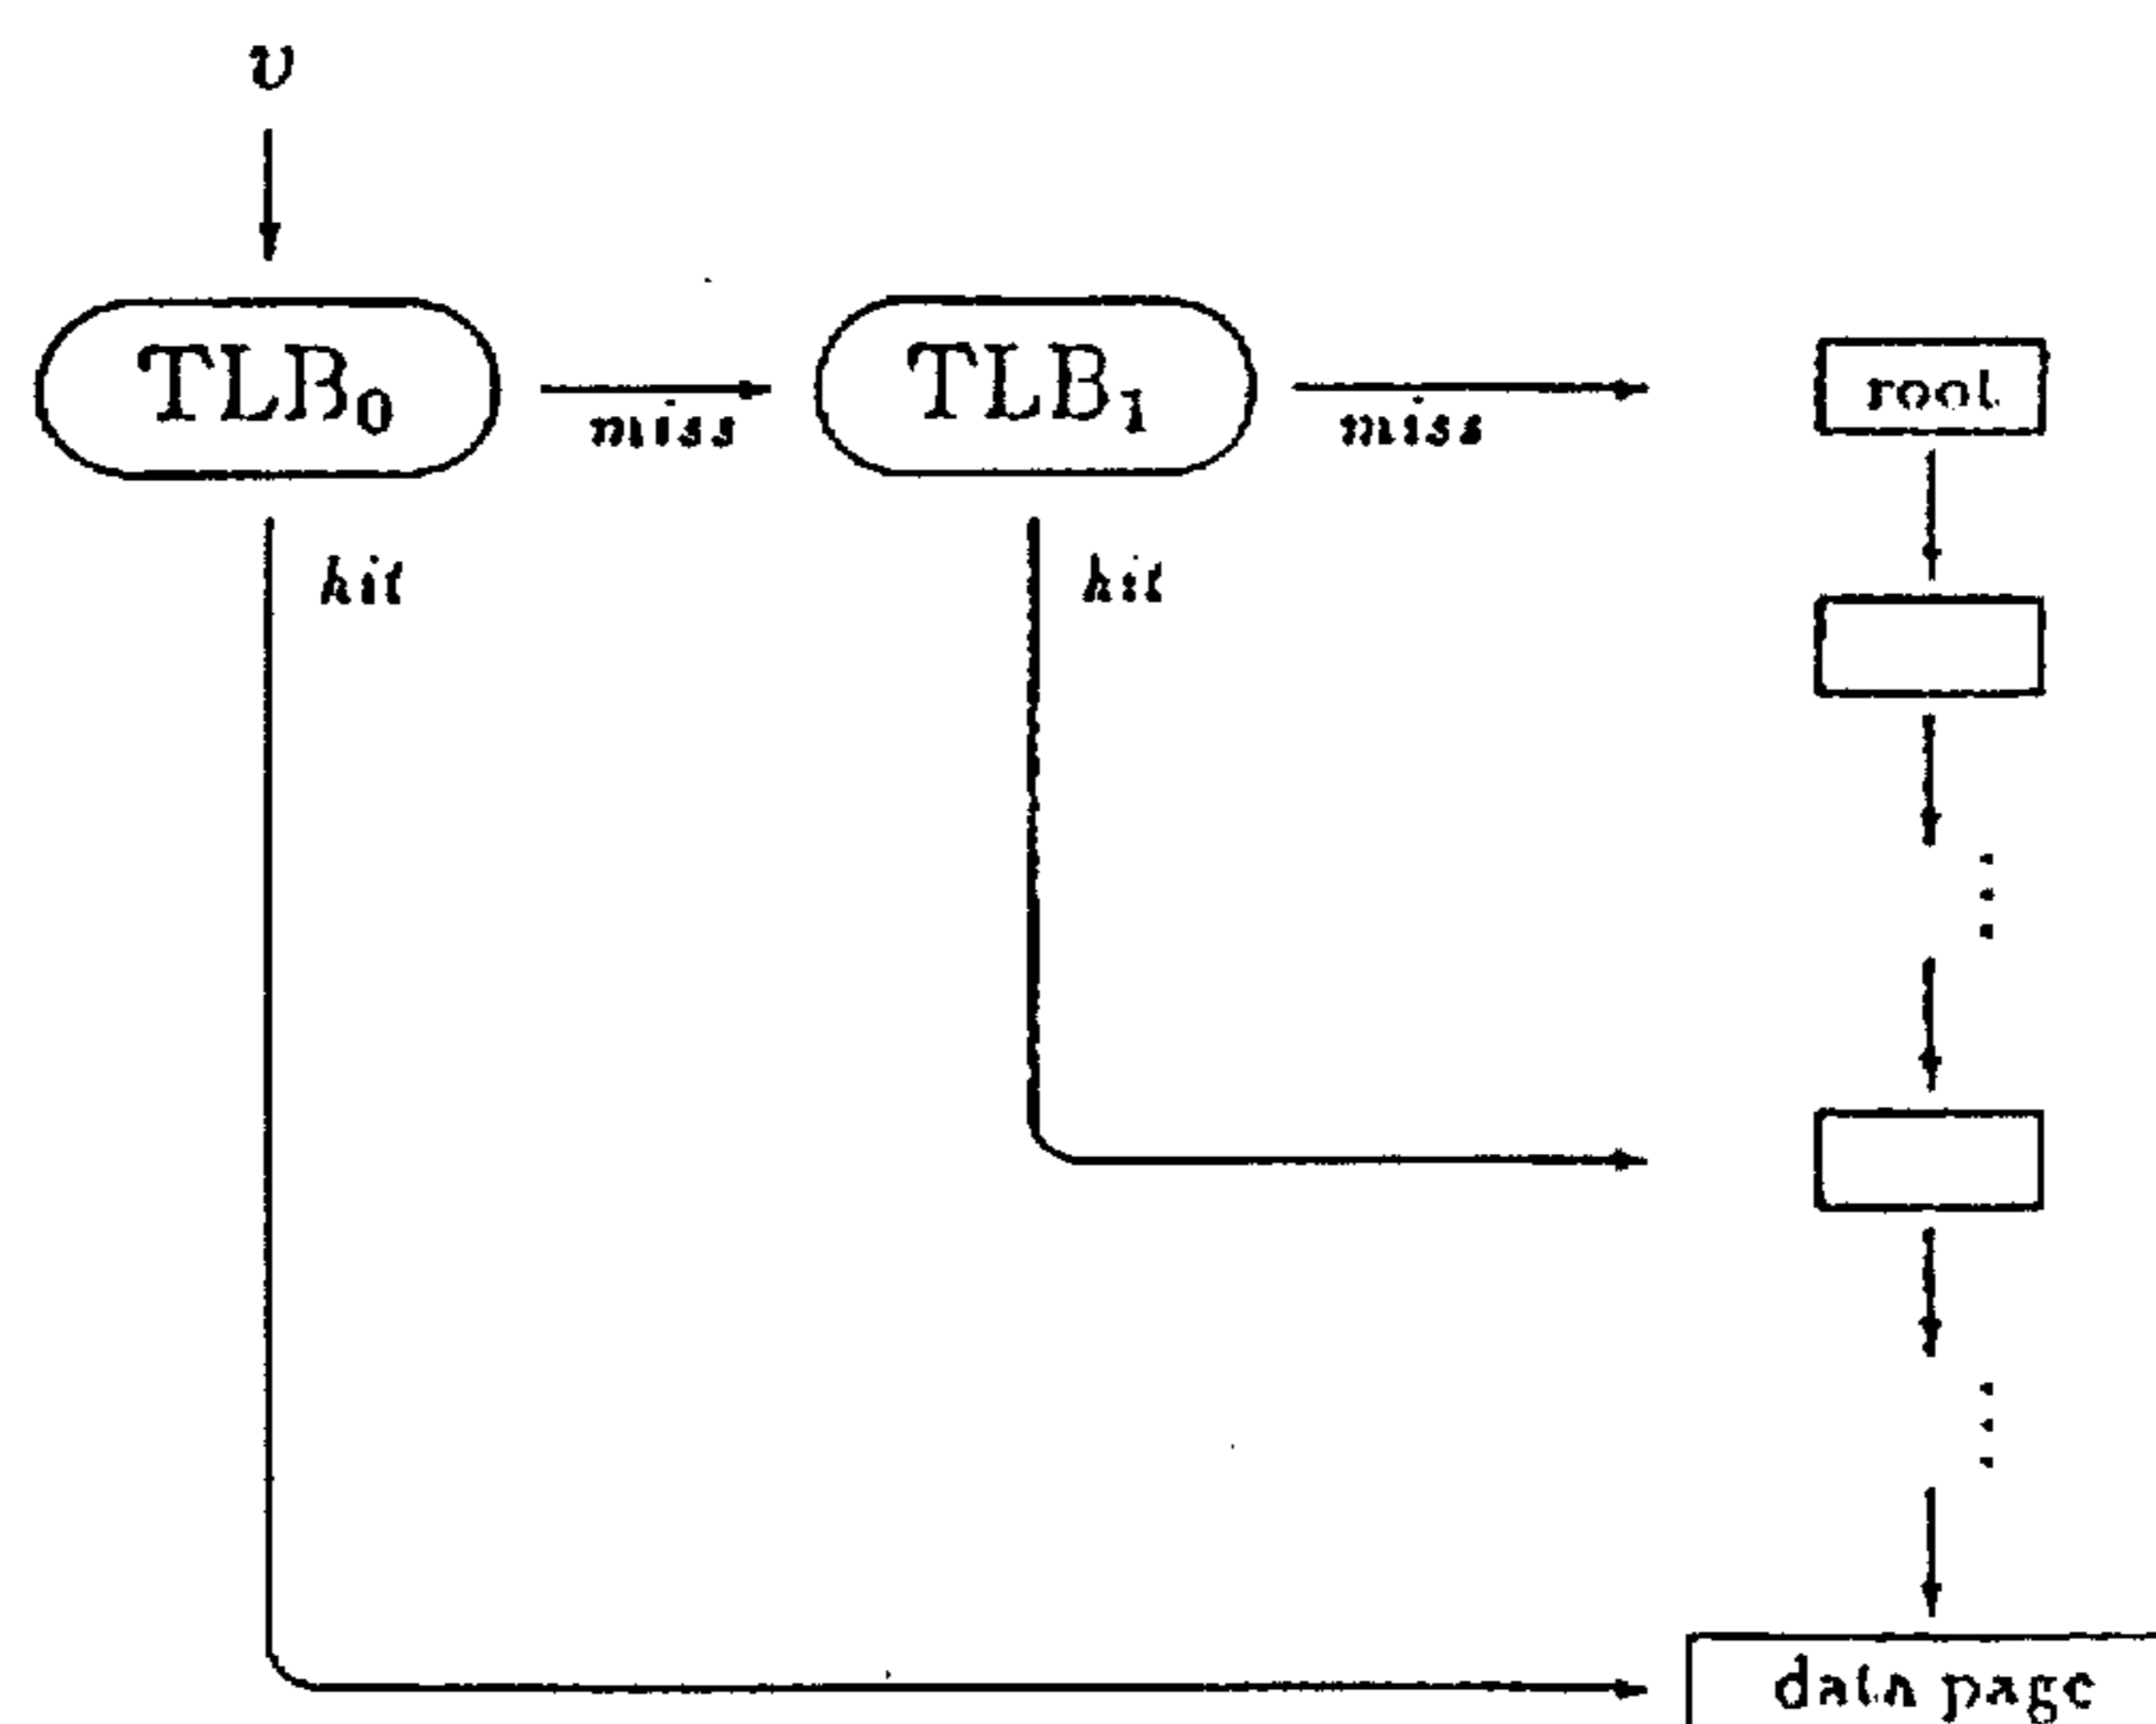 v
TLB₀
miss
TLB₁
miss
root
hit
hit
data page